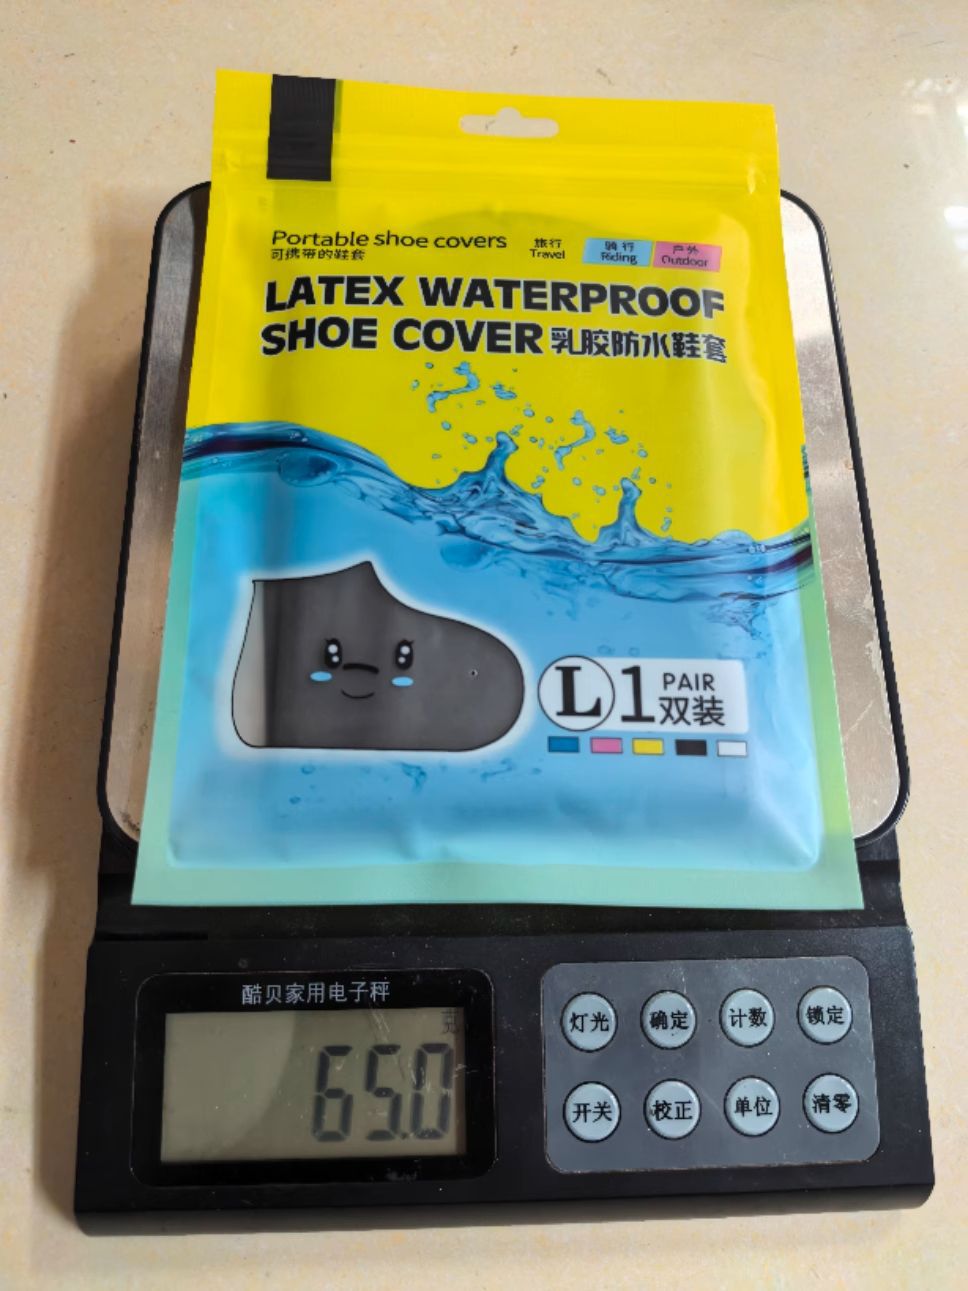 Portable shoe covers
可携带的鞋套
旅行
Travel
骑行
Riding
户外
Outdoor
LATEX WATERPROOF
SHOE COVER 乳胶防水鞋套
L 1 PAIR
双装
酷贝家用电子秤
克
65.0
灯光 确定 计数 锁定
开关 校正 单位 清零